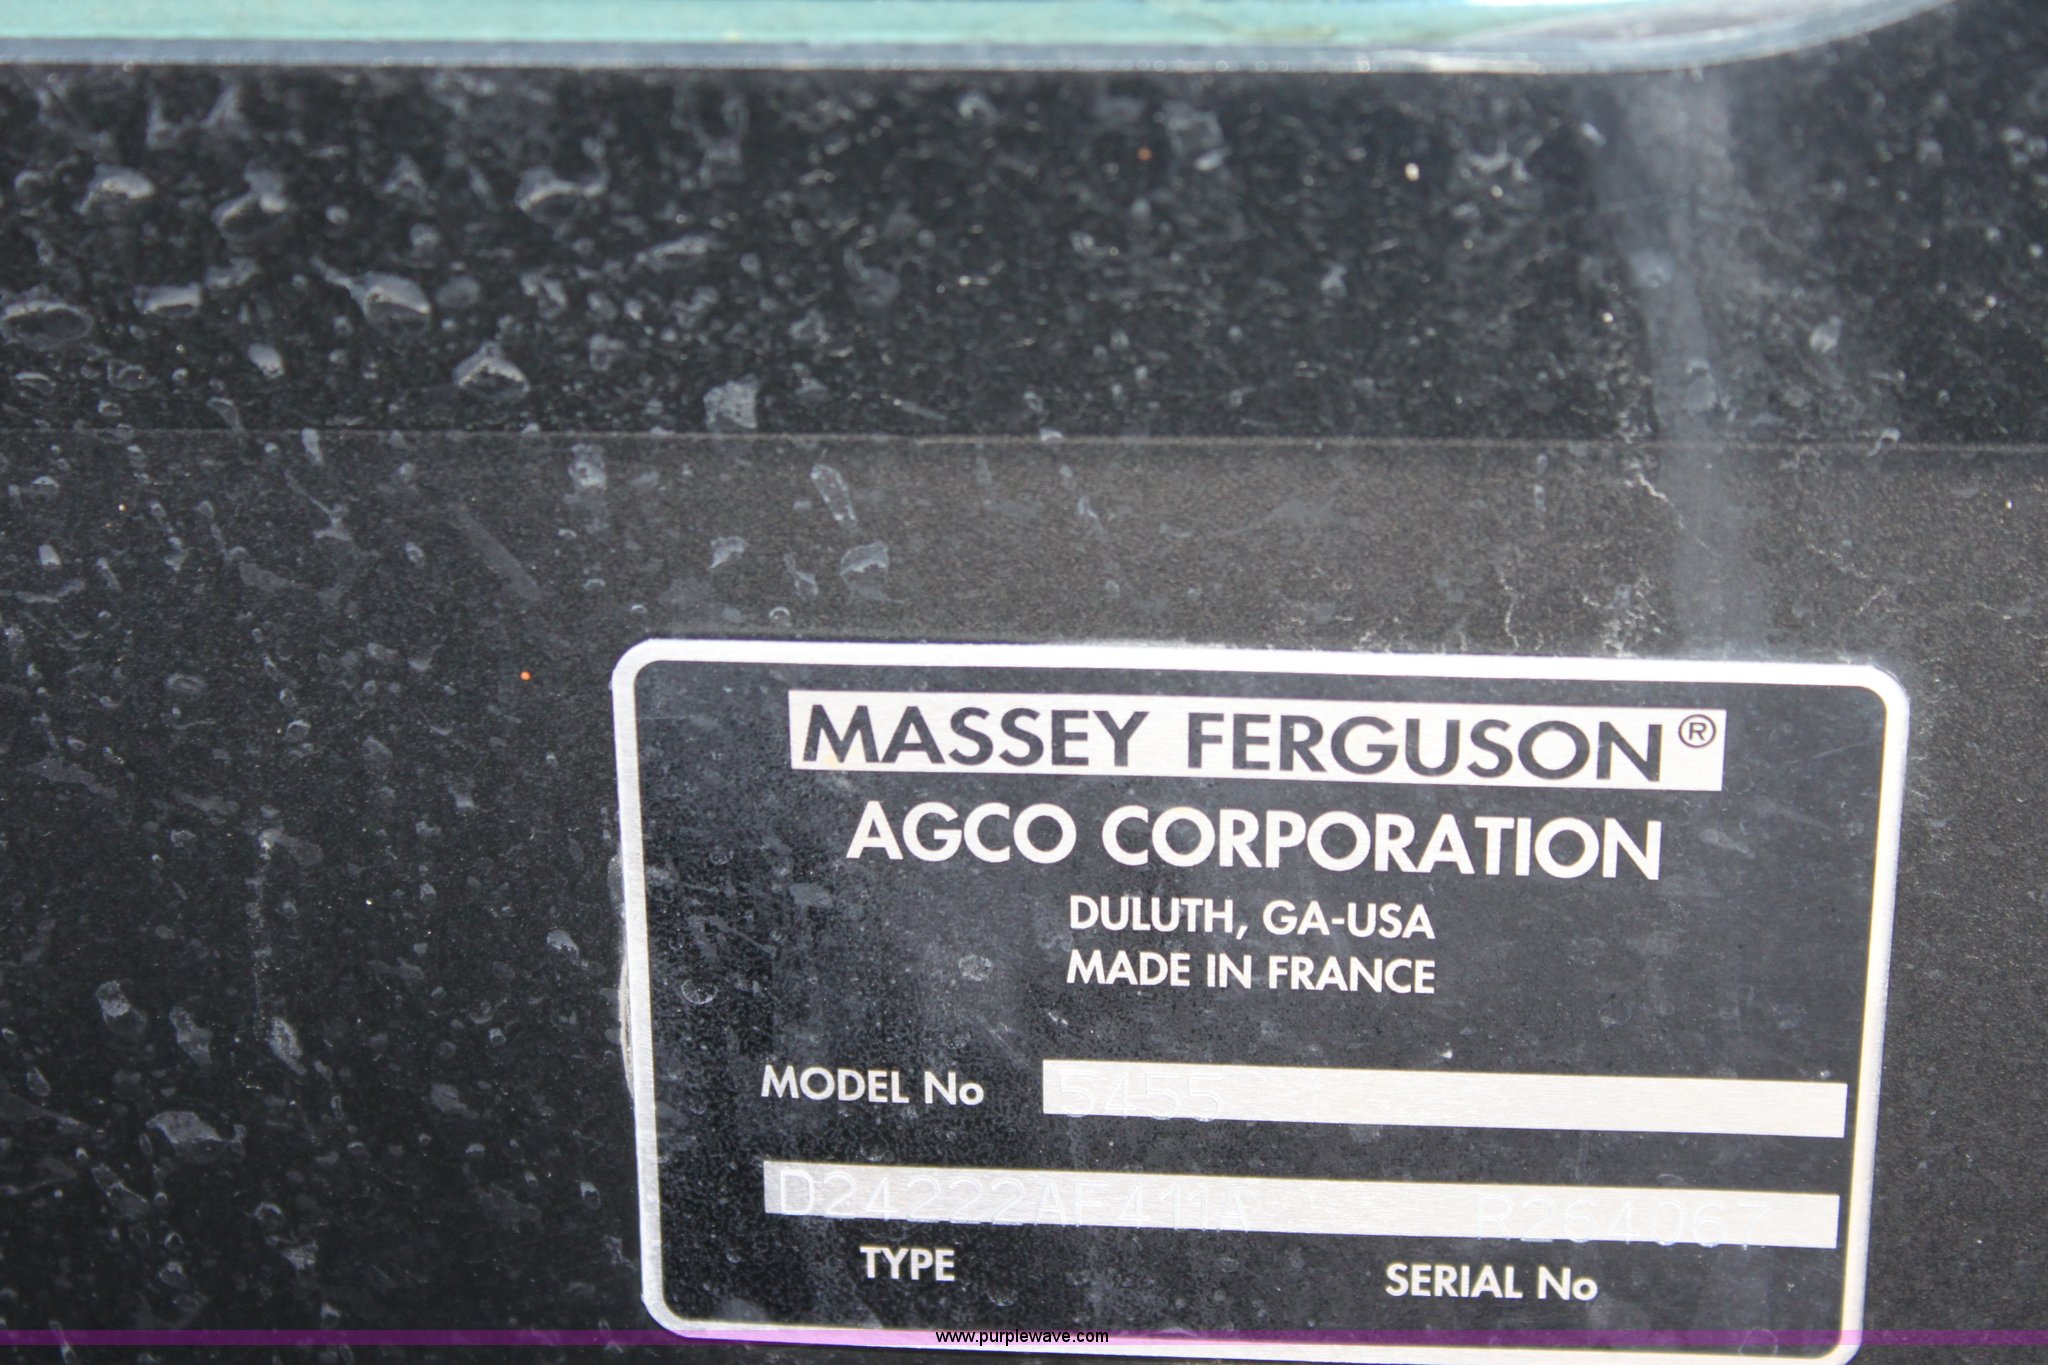 MASSEY FERGUSON®
AGCO CORPORATION
DULUTH, GA-USA
MADE IN FRANCE
MODEL No 5455
D24222AF411A R264067
TYPE SERIAL No
www.purplewave.com